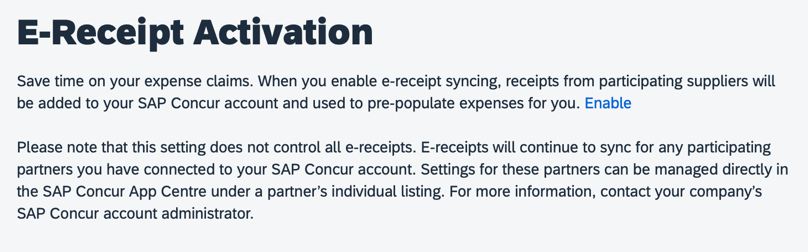 E-Receipt Activation
Save time on your expense claims. When you enable e-receipt syncing, receipts from participating suppliers will
be added to your SAP Concur account and used to pre-populate expenses for you. Enable
Please note that this setting does not control all e-receipts. E-receipts will continue to sync for any participating
partners you have connected to your SAP Concur account. Settings for these partners can be managed directly in
the SAP Concur App Centre under a partner’s individual listing. For more information, contact your company’s
SAP Concur account administrator.